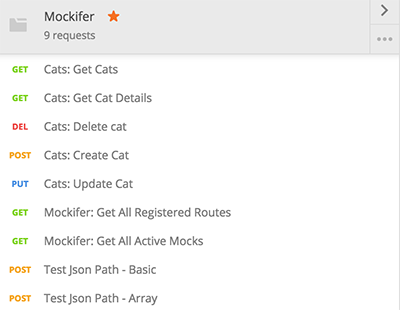 Mockifer
9 requests
GET Cats: Get Cats
GET Cats: Get Cat Details
DEL Cats: Delete cat
POST Cats: Create Cat
PUT Cats: Update Cat
GET Mockifer: Get All Registered Routes
GET Mockifer: Get All Active Mocks
POST Test Json Path - Basic
POST Test Json Path - Array